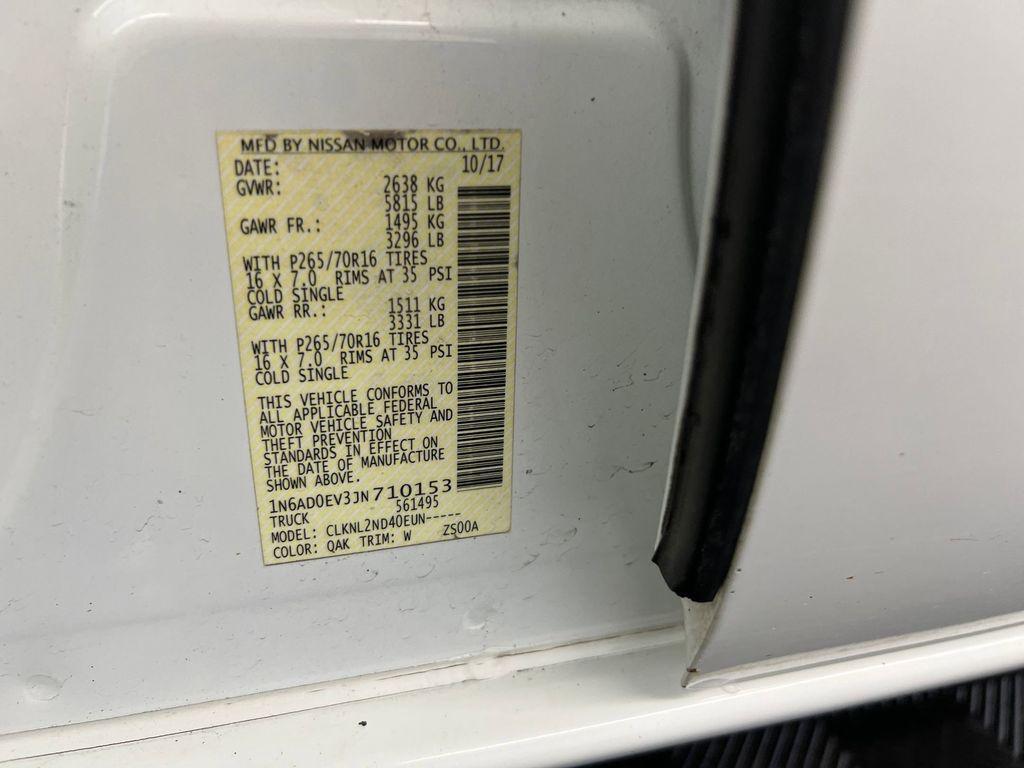 MFD BY NISSAN MOTOR CO., LTD.
DATE: 10/17
GVWR: 2638 KG
5815 LB
GAWR FR.: 1495 KG
3296 LB
WITH P265/70R16 TIRES
16 X 7.0 RIMS AT 35 PSI
COLD SINGLE
GAWR RR.: 1511 KG
3331 LB
WITH P265/70R16 TIRES
16 X 7.0 RIMS AT 35 PSI
COLD SINGLE
THIS VEHICLE CONFORMS TO
ALL APPLICABLE FEDERAL
MOTOR VEHICLE SAFETY AND
THEFT PREVENTION
STANDARDS IN EFFECT ON
THE DATE OF MANUFACTURE
SHOWN ABOVE.
1N6AD0EV3JN710153
TRUCK 561495
MODEL: CLKNL2ND40EUN-----
COLOR: QAK TRIM: W ZS00A